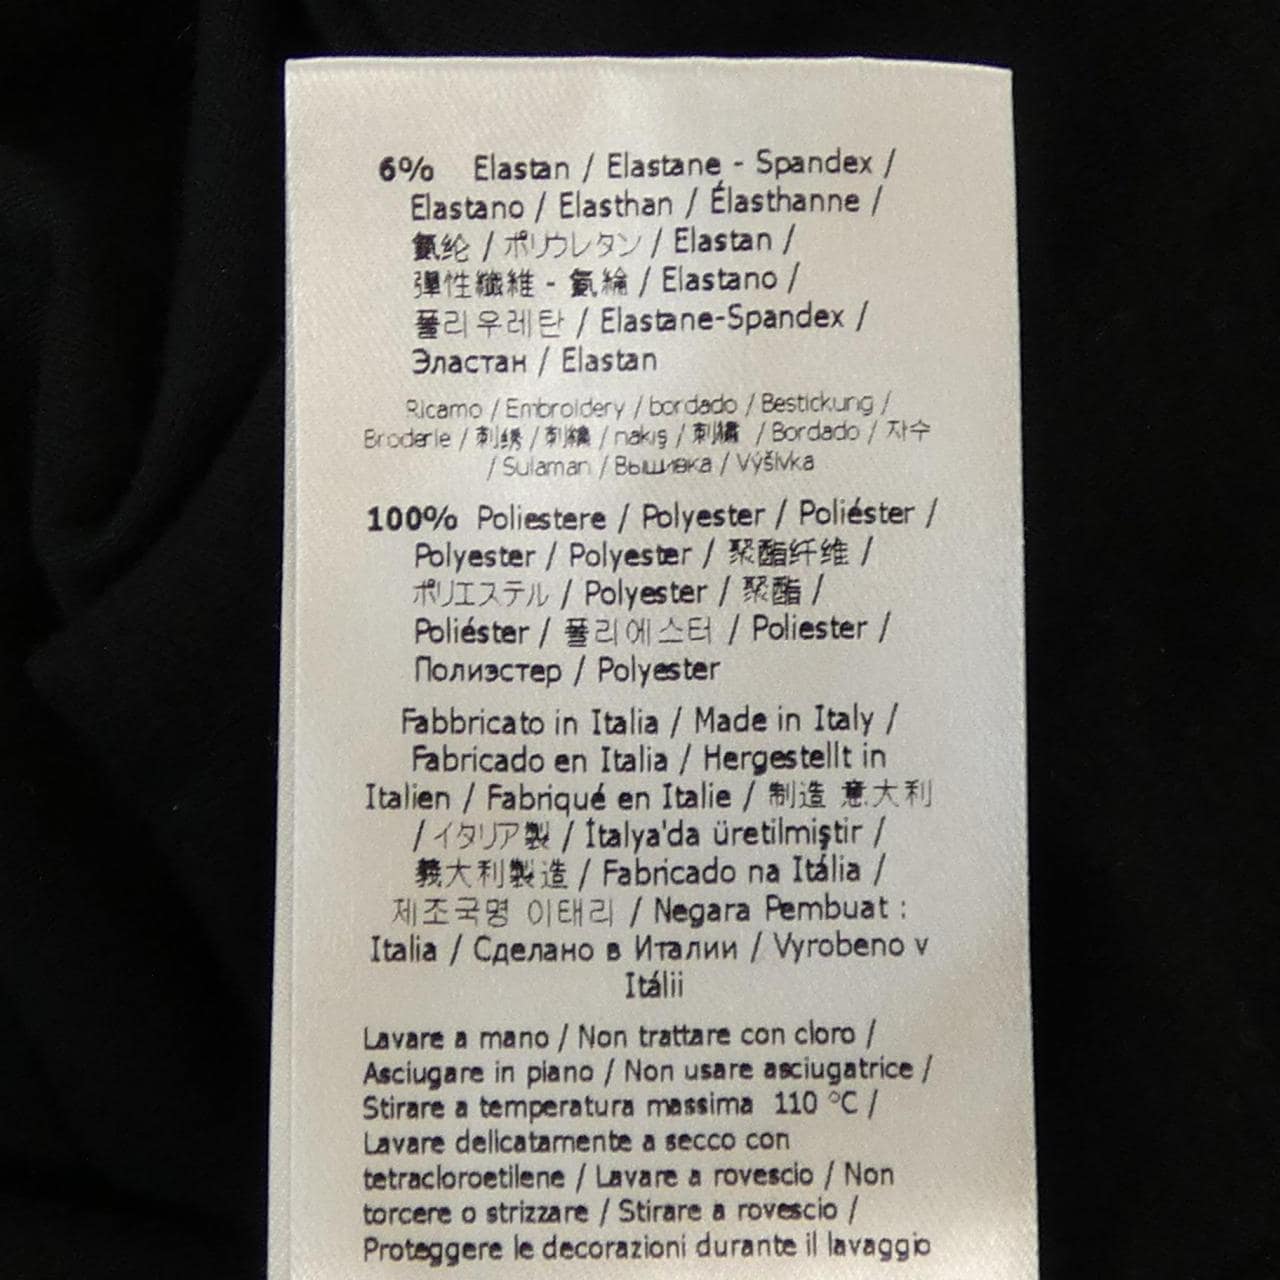 6% Elastan / Elastane - Spandex /
Elastano / Elasthan / Élasthanne /
氨纶 / ポリウレタン / Elastan /
彈性纖維 - 氨綸 / Elastano /
폴리우레탄 / Elastane-Spandex /
Эластан / Elastan
Ricamo / Embroidery / bordado / Bestickung /
Broderie / 刺绣 / 刺繍 / nakış / 刺繡 / Bordado / 자수
/ Sulaman / Вышивка / Výšivka
100% Poliestere / Polyester / Poliéster /
Polyester / Polyester / 聚酯纤维 /
ポリエステル / Polyester / 聚酯 /
Poliéster / 폴리에스터 / Poliester /
Полиэстер / Polyester
Fabbricato in Italia / Made in Italy /
Fabricado en Italia / Hergestellt in
Italien / Fabriqué en Italie / 制造 意大利
/ イタリア製 / İtalya'da üretilmiştir /
義大利製造 / Fabricado na Itália /
제조국명 이태리 / Negara Pembuat :
Italia / Сделано в Италии / Vyrobeno v
Itálii
Lavare a mano / Non trattare con cloro /
Asciugare in piano / Non usare asciugatrice /
Stirare a temperatura massima 110 °C /
Lavare delicatamente a secco con
tetracloroetilene / Lavare a rovescio / Non
torcere o strizzare / Stirare a rovescio /
Proteggere le decorazioni durante il lavaggio